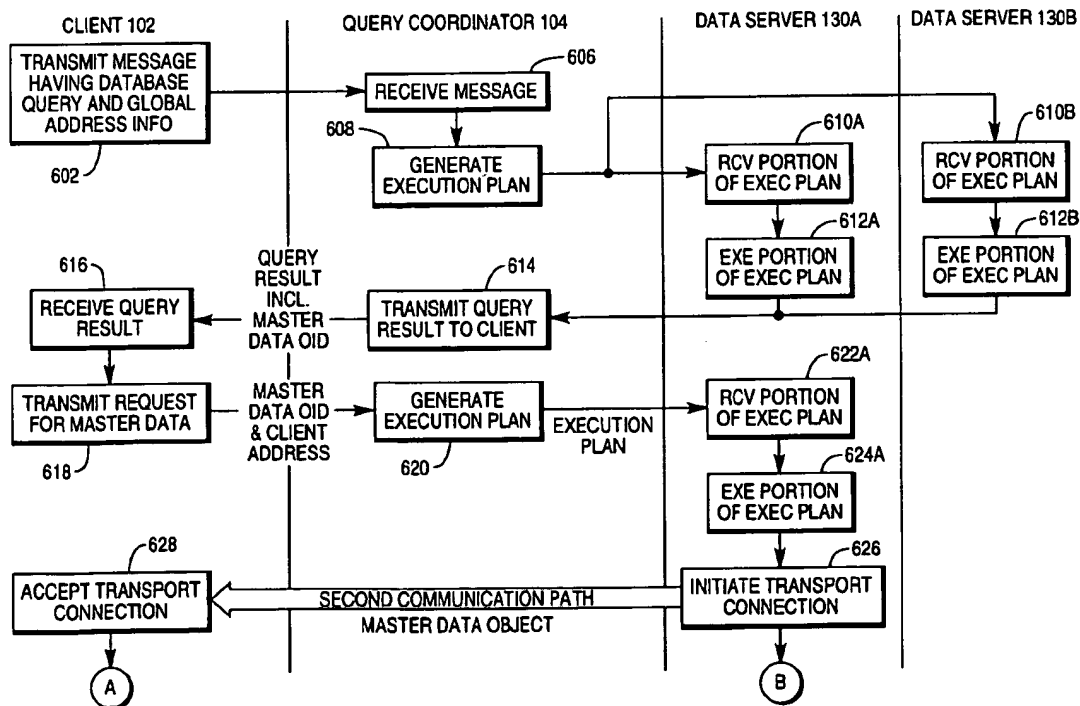 CLIENT 102
QUERY COORDINATOR 104
DATA SERVER 130A
DATA SERVER 130B
TRANSMIT MESSAGE
HAVING DATABASE
QUERY AND GLOBAL
ADDRESS INFO
602
606
RECEIVE MESSAGE
608
GENERATE
EXECUTION PLAN
610A
RCV PORTION
OF EXEC PLAN
610B
RCV PORTION
OF EXEC PLAN
612A
EXE PORTION
OF EXEC PLAN
612B
EXE PORTION
OF EXEC PLAN
616
RECEIVE QUERY
RESULT
QUERY
RESULT
INCL.
MASTER
DATA OID
614
TRANSMIT QUERY
RESULT TO CLIENT
TRANSMIT REQUEST
FOR MASTER DATA
618
MASTER
DATA OID
& CLIENT
ADDRESS
GENERATE
EXECUTION PLAN
620
EXECUTION
PLAN
622A
RCV PORTION
OF EXEC PLAN
624A
EXE PORTION
OF EXEC PLAN
628
ACCEPT TRANSPORT
CONNECTION
SECOND COMMUNICATION PATH
MASTER DATA OBJECT
626
INITIATE TRANSPORT
CONNECTION
A
B